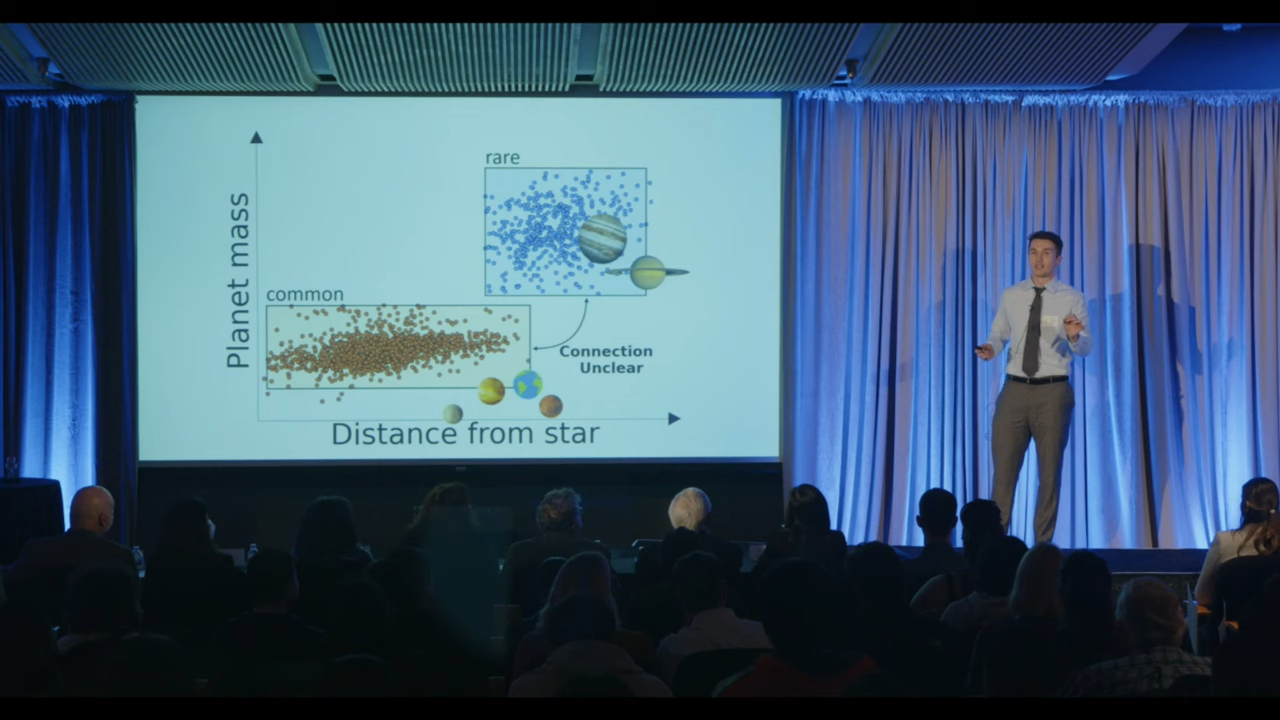 rare
Planet mass
common
Connection
Unclear
Distance from star